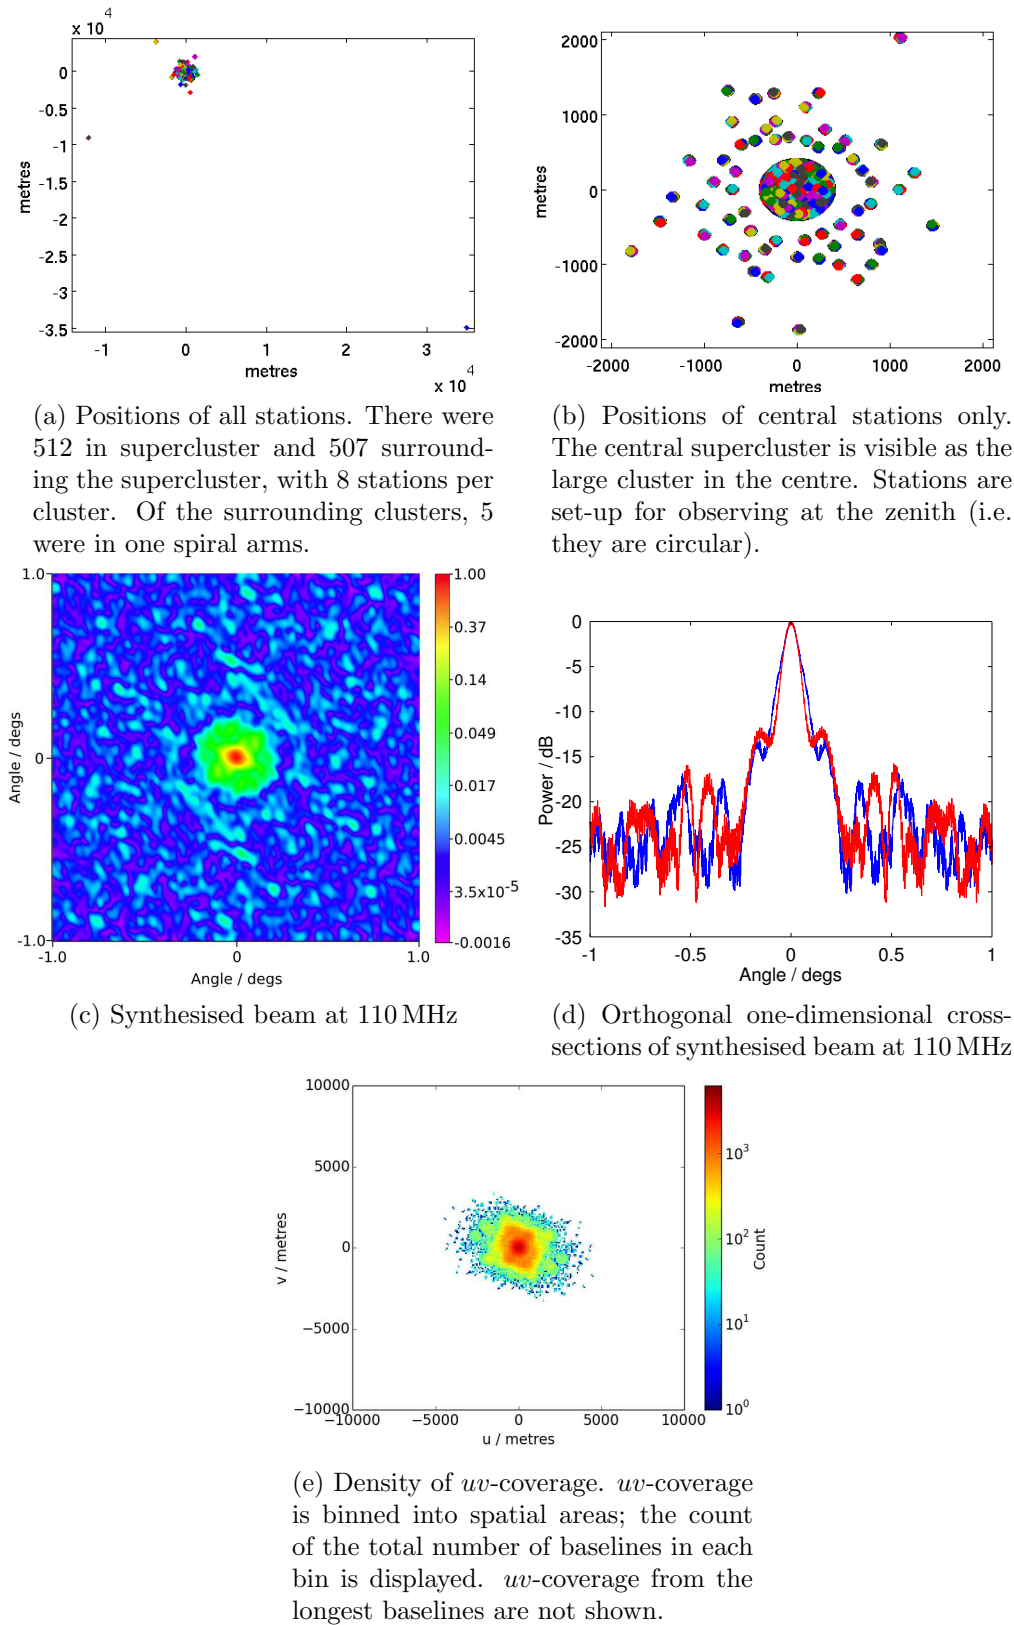 x 10
4
0
-0.5
-1
-1.5
-2
-2.5
-3
-3.5
metres
-1
0
1
2
3
4
metres
x 10
2000
1000
0
-1000
-2000
metres
-2000
-1000
0
1000
2000
metres
(a) Positions of all stations. There were
512 in supercluster and 507 surround-
ing the supercluster, with 8 stations per
cluster. Of the surrounding clusters, 5
were in one spiral arms.
(b) Positions of central stations only.
The central supercluster is visible as the
large cluster in the centre. Stations are
set-up for observing at the zenith (i.e.
they are circular).
1.0
0
-1.0
Angle / degs
-1.0
0
1.0
Angle / degs
1.00
0.37
0.14
0.049
0.017
0.0045
3.5x10-5
-0.0016
0
-5
-10
-15
-20
-25
-30
-35
Power / dB
-1
-0.5
0
0.5
1
Angle / degs
(c) Synthesised beam at 110 MHz
(d) Orthogonal one-dimensional cross-
sections of synthesised beam at 110 MHz
10000
5000
0
−5000
−10000
v / metres
−10000
−5000
0
5000
10000
u / metres
10³
10²
10¹
10⁰
Count
(e) Density of uv-coverage. uv-coverage
is binned into spatial areas; the count
of the total number of baselines in each
bin is displayed. uv-coverage from the
longest baselines are not shown.